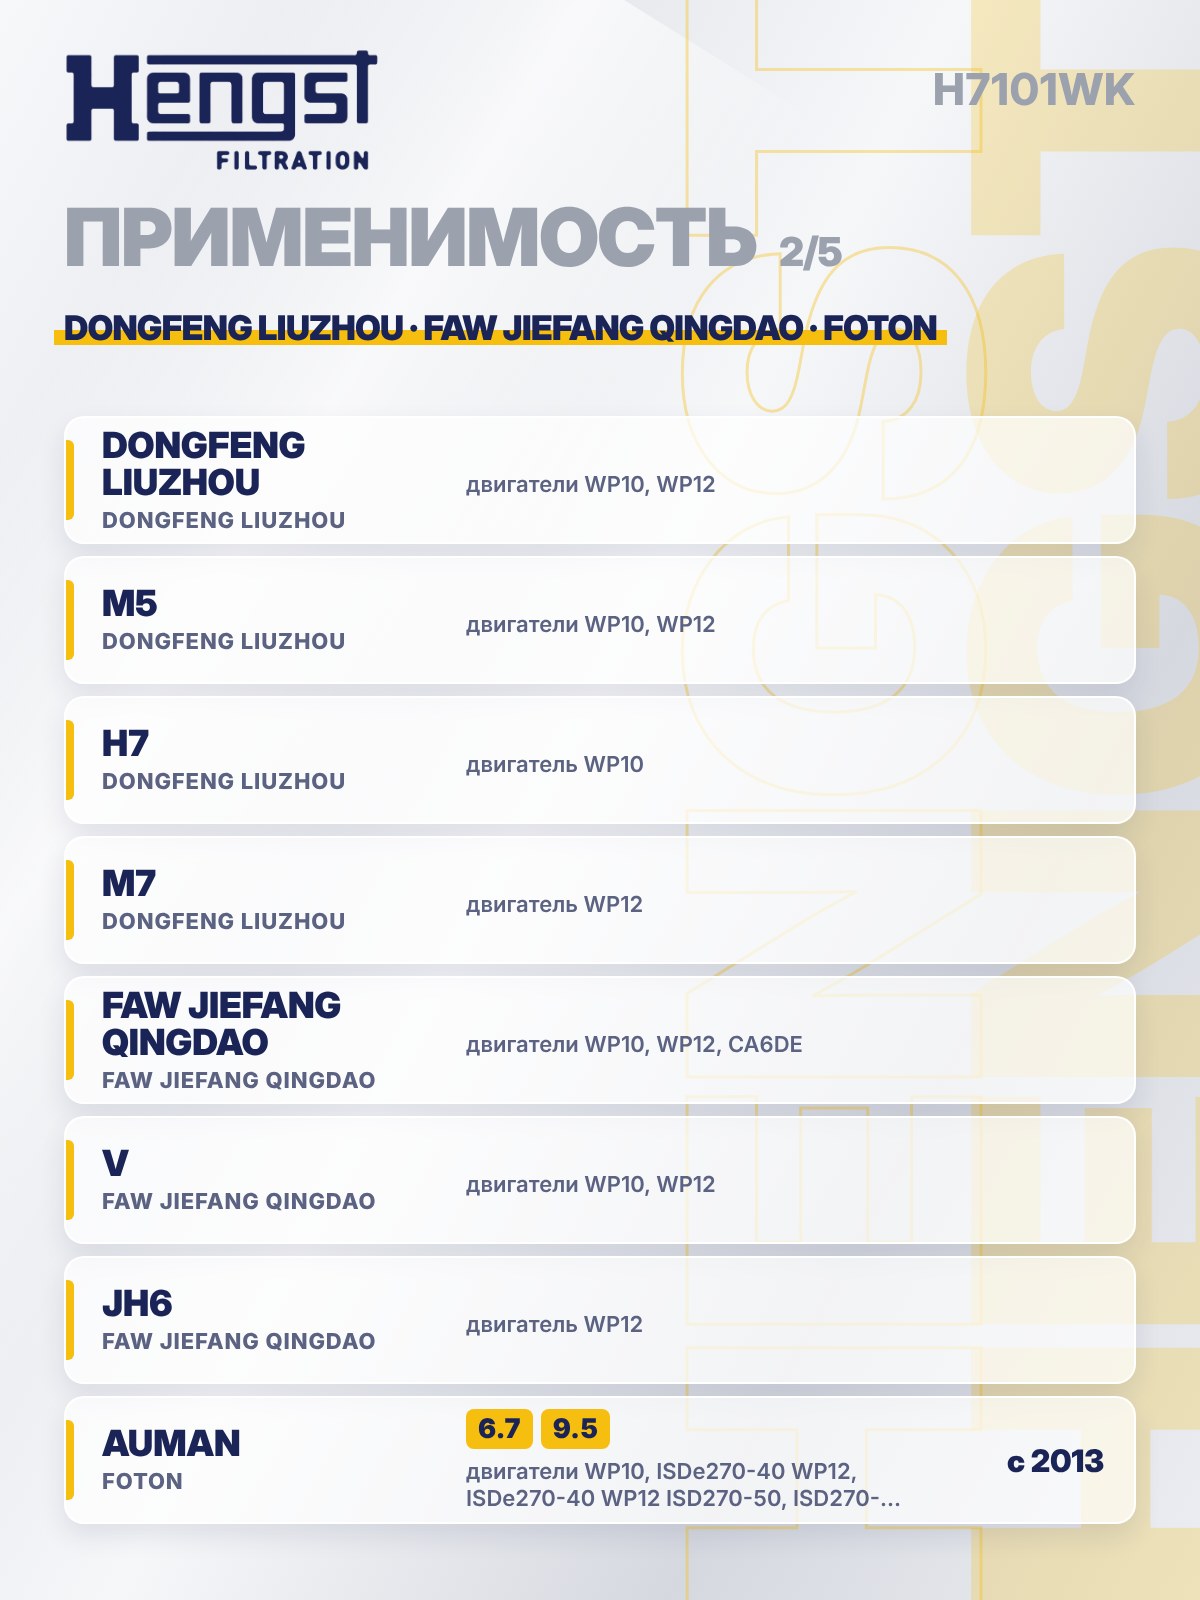 Hengst
FILTRATION
H7101WK
ПРИМЕНИМОСТЬ 2/5
DONGFENG LIUZHOU · FAW JIEFANG QINGDAO · FOTON
DONGFENG
LIUZHOU
DONGFENG LIUZHOU
двигатели WP10, WP12
M5
DONGFENG LIUZHOU
двигатели WP10, WP12
H7
DONGFENG LIUZHOU
двигатель WP10
M7
DONGFENG LIUZHOU
двигатель WP12
FAW JIEFANG
QINGDAO
FAW JIEFANG QINGDAO
двигатели WP10, WP12, CA6DE
V
FAW JIEFANG QINGDAO
двигатели WP10, WP12
JH6
FAW JIEFANG QINGDAO
двигатель WP12
AUMAN
FOTON
6.7 9.5
двигатели WP10, ISDe270-40 WP12,
ISDe270-40 WP12 ISD270-50, ISD270-...
с 2013
HENGST
HENGST